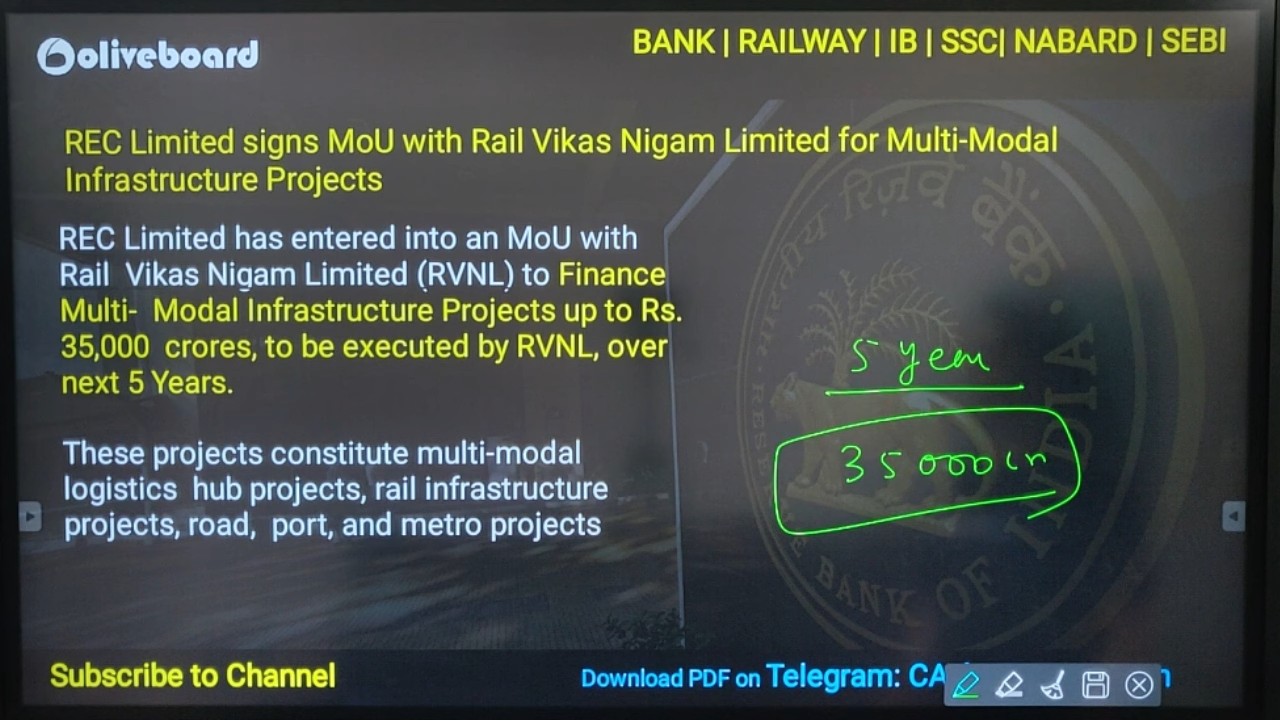 oliveboard
BANK | RAILWAY | IB | SSC| NABARD | SEBI
REC Limited signs MoU with Rail Vikas Nigam Limited for Multi-Modal
Infrastructure Projects
REC Limited has entered into an MoU with
Rail Vikas Nigam Limited (RVNL) to Finance
Multi- Modal Infrastructure Projects up to Rs.
35,000 crores, to be executed by RVNL, over
next 5 Years.
These projects constitute multi-modal
logistics hub projects, rail infrastructure
projects, road, port, and metro projects
भारतीय रिज़र्व बैंक
BANK OF INDIA
5 year
35000 cr
Subscribe to Channel
Download PDF on Telegram: CA